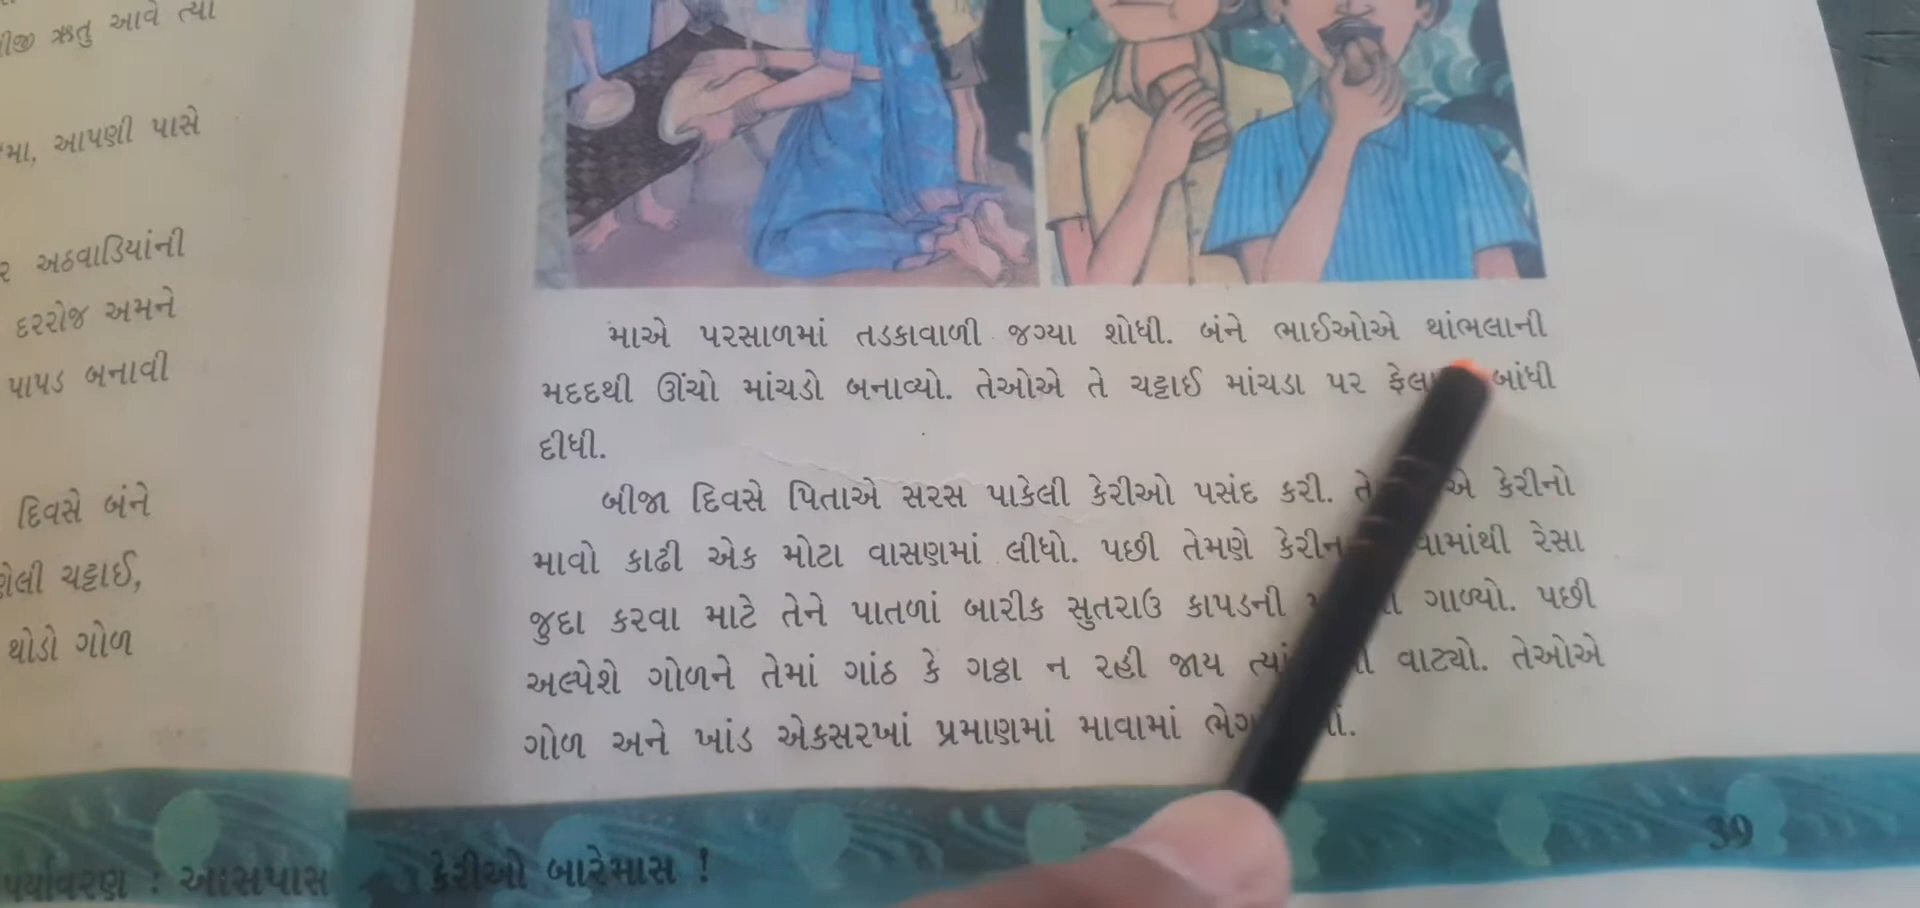 ઋતુ આવે ત્યાં
મા, આપણી પાસે
અઠવાડિયાંની
દરરોજ અમને
પાપડ બનાવી
દિવસે બંને
ચટ્ટાઈ,
થોડો ગોળ
માએ પરસાળમાં તડકાવાળી જગ્યા શોધી. બંને ભાઈઓએ થાંભલાની
મદદથી ઊંચો માંચડો બનાવ્યો. તેઓએ તે ચટ્ટાઈ માંચડા પર બાંધી
દીધી.
બીજા દિવસે પિતાએ સરસ પાકેલી કેરીઓ પસંદ કરી. કેરીનો
માવો કાઢી એક મોટા વાસણમાં લીધો. પછી તેમણે રેસા
જુદા કરવા માટે તેને પાતળાં બારીક સુતરાઉ કાપડની ગાળ્યો. પછી
અલ્પેશે ગોળને તેમાં ગાંઠ કે ગઠ્ઠા ન રહી જાય વાટ્યો. તેઓએ
ગોળ અને ખાંડ એકસરખાં પ્રમાણમાં માવામાં
39
પર્યાવરણ : આસપાસ
કેરીઓ બારેમાસ !